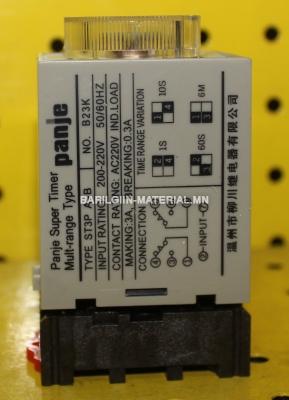 panje
Panje Super Timer
Mult-range Type
TYPE ST3P B NO. B23K
INPUT RATING: 200-220V 50/60HZ
CONTACT RATING: AC220V IND.LOAD
MAKING:3A, BREAKING:0.3A
CONNECTION
TIME RANGE VARIATION
1S
10S
60S
6M
INPUT
温州市柳川继电器有限公司
BARILGIIN-MATERIAL.MN